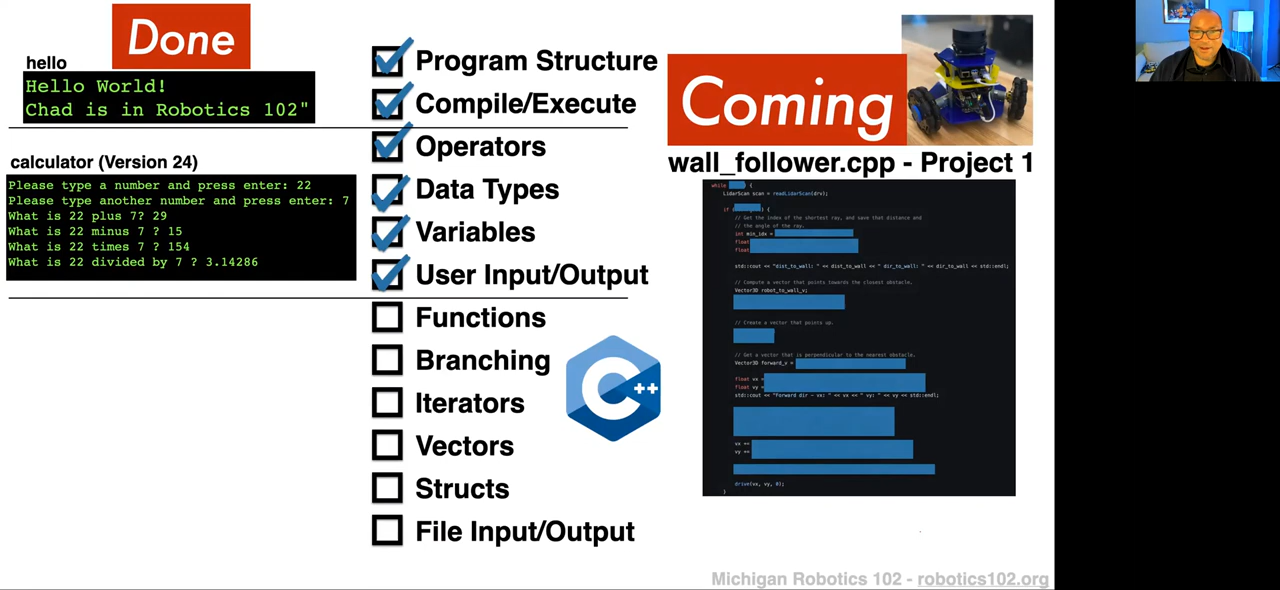 Done
hello
Hello World!
Chad is in Robotics 102"
calculator (Version 24)
Please type a number and press enter: 22
Please type another number and press enter: 7
What is 22 plus 7? 29
What is 22 minus 7 ? 15
What is 22 times 7 ? 154
What is 22 divided by 7 ? 3.14286
Program Structure
Compile/Execute
Operators
Data Types
Variables
User Input/Output
Functions
Branching
Iterators
Vectors
Structs
File Input/Output
C++
Coming
wall_follower.cpp - Project 1
while {
LidarScan scan = readLidarScan(drv);
if ) {
// Get the index of the shortest ray, and save that distance and
// the angle of the ray.
int min_idx =
float
float
std::cout << "dist_to_wall: " << dist_to_wall << " dir_to_wall: " << dir_to_wall << std::endl;
// Compute a vector that points towards the closest obstacle.
Vector3D robot_to_wall_v;
// Create a vector that points up.
// Get a vector that is perpendicular to the nearest obstacle.
Vector3D forward_v =
float vx =
float vy =
std::cout << "Forward dir - vx: " << vx << " vy: " << vy << std::endl;
vx +=
vy +=
drive(vx, vy, 0);
}
Michigan Robotics 102 - robotics102.org